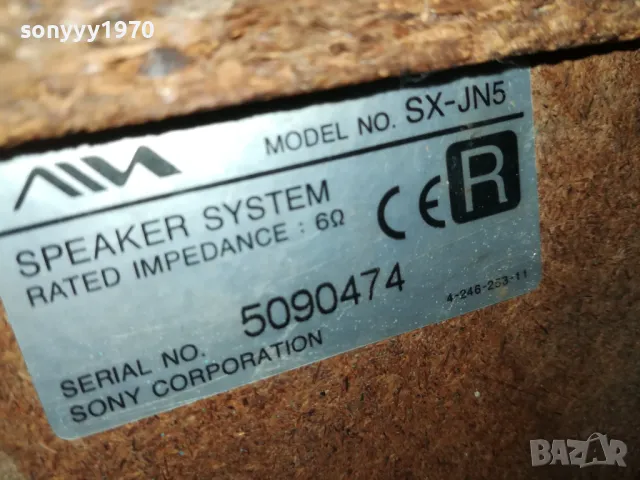 sonyyy1970
AIWA
MODEL NO. SX-JN5
SPEAKER SYSTEM
RATED IMPEDANCE : 6Ω
CE R
SERIAL NO. 5090474
4-246-253-11
SONY CORPORATION
BAZAR